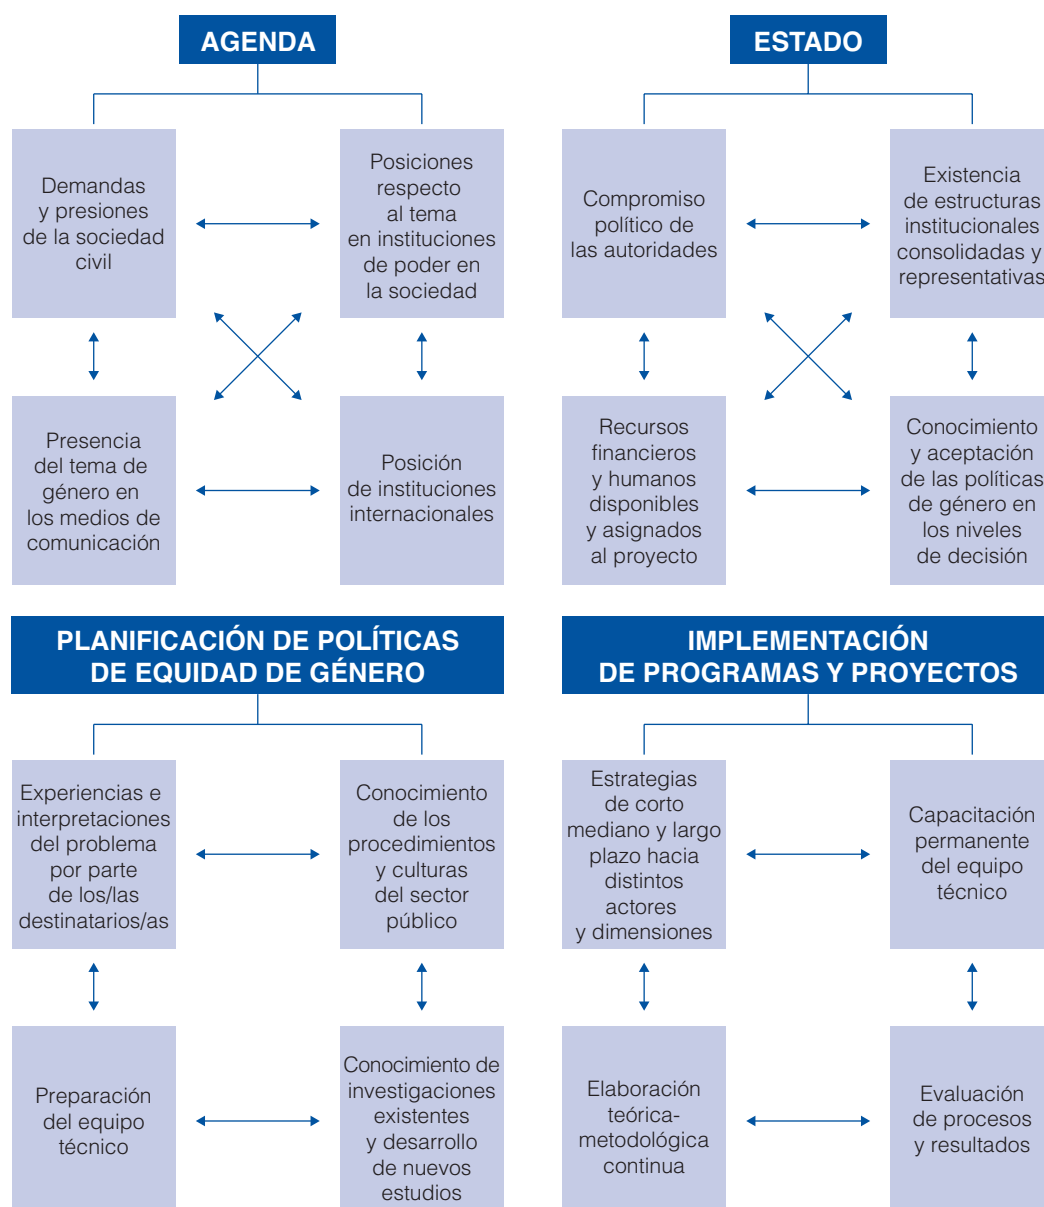 AGENDA
Demandas
y presiones
de la sociedad
civil
Posiciones
respecto
al tema
en instituciones
de poder en
la sociedad
Presencia
del tema de
género en
los medios de
comunicación
Posición
de instituciones
internacionales
ESTADO
Compromiso
político de
las autoridades
Existencia
de estructuras
institucionales
consolidadas y
representativas
Recursos
financieros
y humanos
disponibles
y asignados
al proyecto
Conocimiento
y aceptación
de las políticas
de género en
los niveles
de decisión
PLANIFICACIÓN DE POLÍTICAS
DE EQUIDAD DE GÉNERO
Experiencias e
interpretaciones
del problema
por parte
de los/las
destinatarios/as
Conocimiento
de los
procedimientos
y culturas
del sector
público
Preparación
del equipo
técnico
Conocimiento de
investigaciones
existentes
y desarrollo
de nuevos
estudios
IMPLEMENTACIÓN
DE PROGRAMAS Y PROYECTOS
Estrategias
de corto
mediano y largo
plazo hacia
distintos
actores
y dimensiones
Capacitación
permanente
del equipo
técnico
Elaboración
teórica-
metodológica
continua
Evaluación
de procesos
y resultados